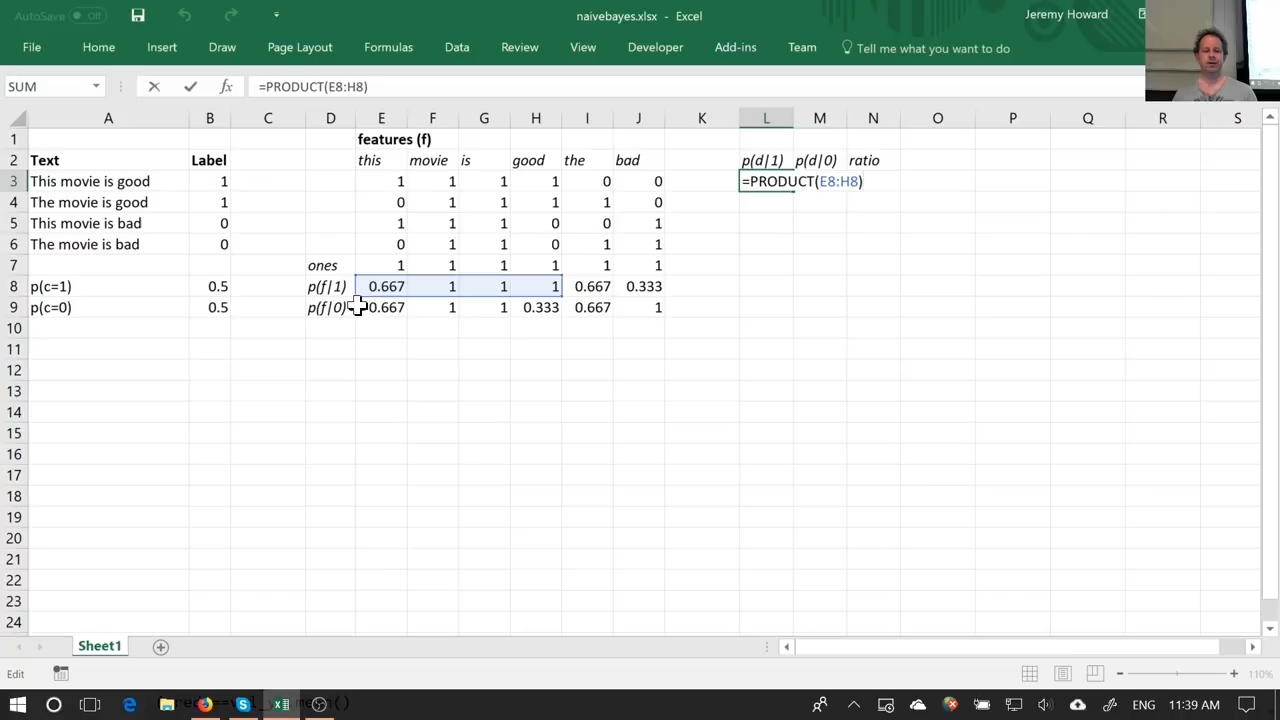 AutoSave Off naivebayes.xlsx - Excel Jeremy Howard
File Home Insert Draw Page Layout Formulas Data Review View Developer Add-ins Team Tell me what you want to do
SUM fx =PRODUCT(E8:H8)
A B C D E F G H I J K L M N O P Q R S
1 features (f)
2 Text Label this movie is good the bad p(d|1) p(d|0) ratio
3 This movie is good 1 1 1 1 1 0 0 =PRODUCT(E8:H8)
4 The movie is good 1 0 1 1 1 1 0
5 This movie is bad 0 1 1 1 0 0 1
6 The movie is bad 0 0 1 1 0 1 1
7 ones 1 1 1 1 1 1
8 p(c=1) 0.5 p(f|1) 0.667 1 1 1 0.667 0.333
9 p(c=0) 0.5 p(f|0) 0.667 1 1 0.333 0.667 1
10
11
12
13
14
15
16
17
18
19
20
21
22
23
24
Sheet1
Edit 110%
ENG 11:39 AM